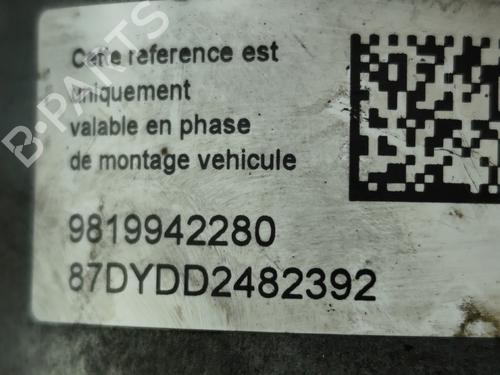 B-PARTS
Cette reference est
uniquement
valable en phase
de montage vehicule
9819942280
87DYDD2482392